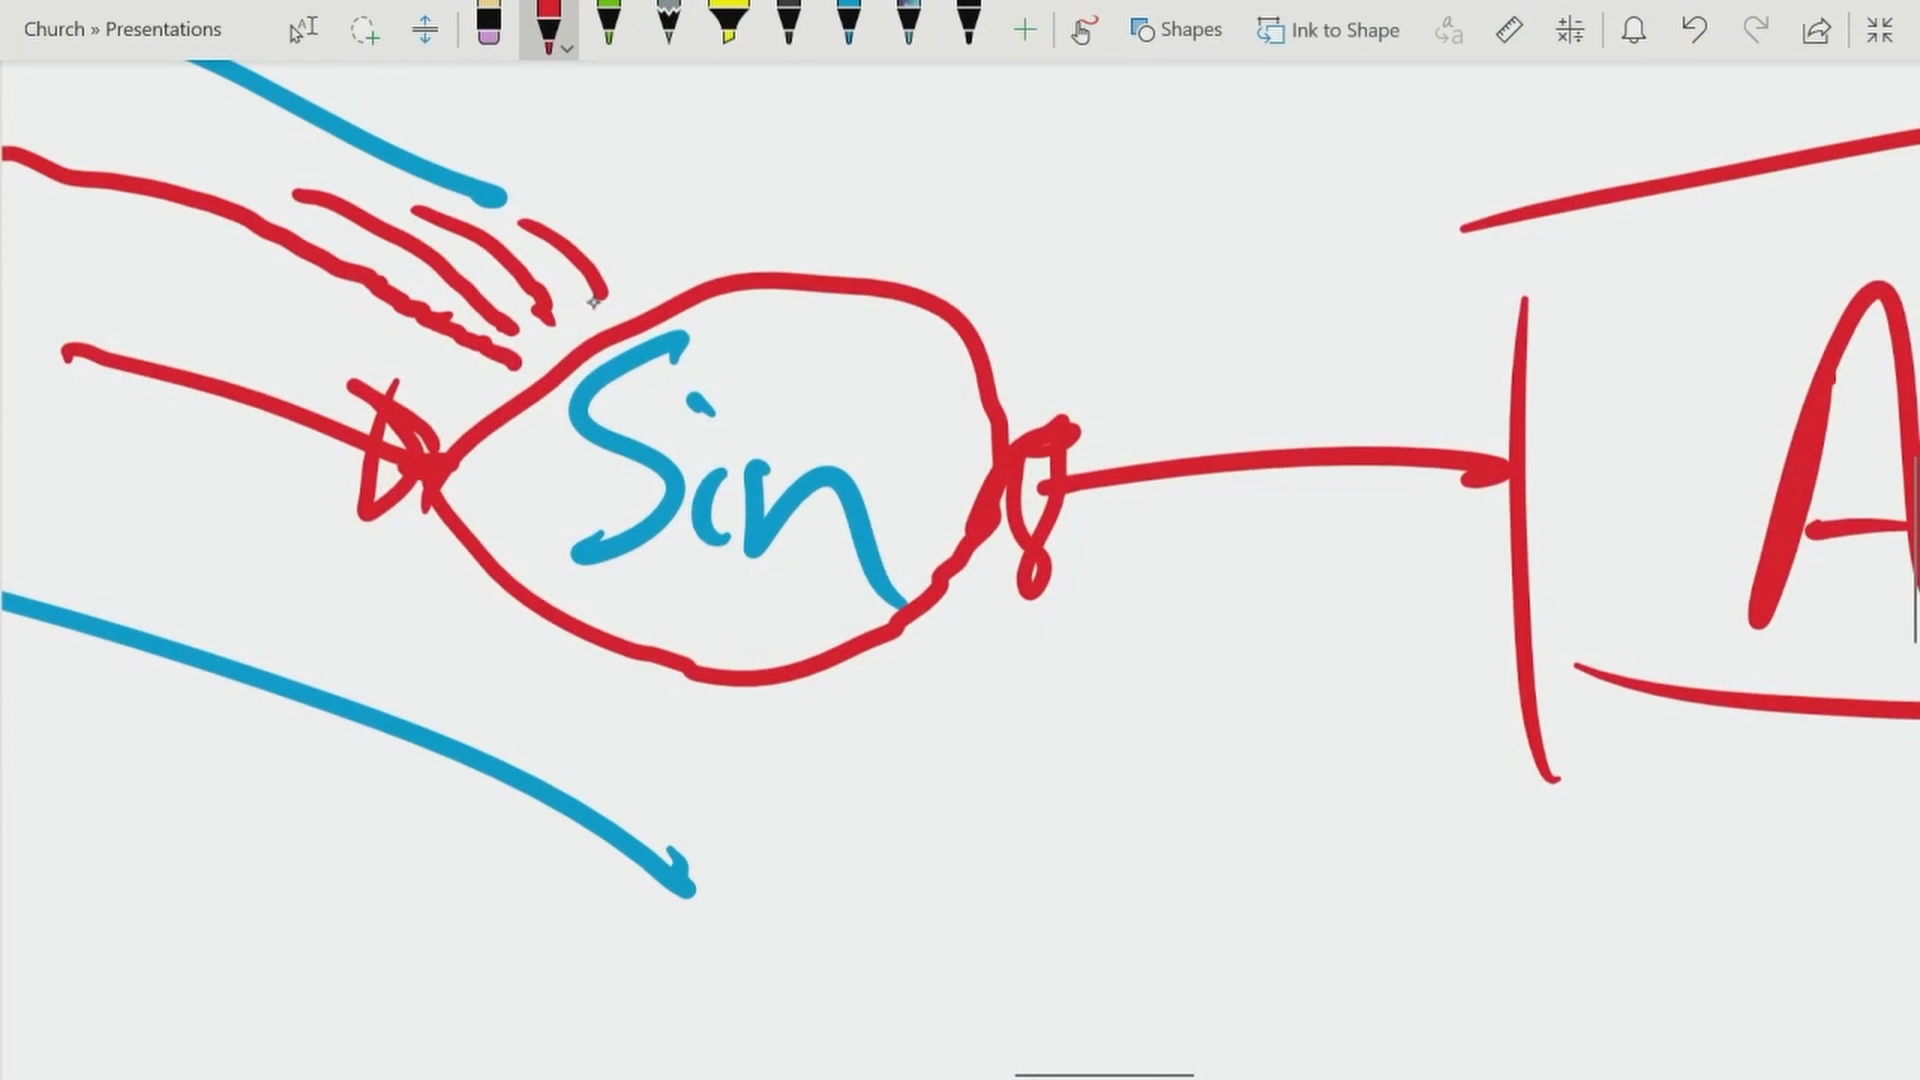 Church » Presentations
Shapes
Ink to Shape
Sin
A